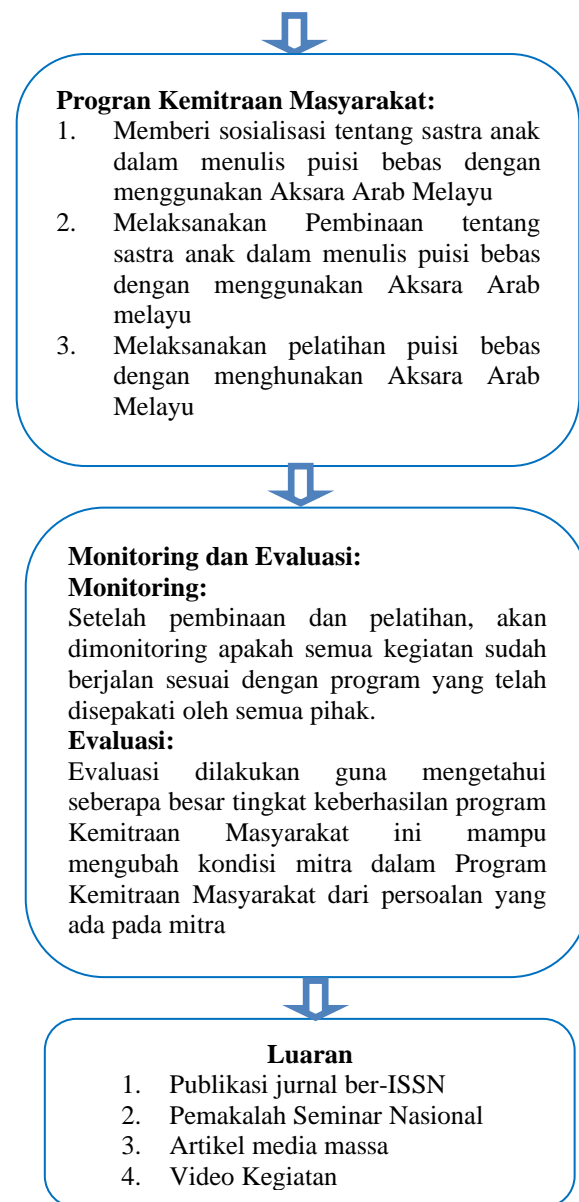 Progran Kemitraan Masyarakat:
1. Memberi sosialisasi tentang sastra anak
dalam menulis puisi bebas dengan
menggunakan Aksara Arab Melayu
2. Melaksanakan Pembinaan tentang
sastra anak dalam menulis puisi bebas
dengan menggunakan Aksara Arab
melayu
3. Melaksanakan pelatihan puisi bebas
dengan menghunakan Aksara Arab
Melayu
Monitoring dan Evaluasi:
Monitoring:
Setelah pembinaan dan pelatihan, akan
dimonitoring apakah semua kegiatan sudah
berjalan sesuai dengan program yang telah
disepakati oleh semua pihak.
Evaluasi:
Evaluasi dilakukan guna mengetahui
seberapa besar tingkat keberhasilan program
Kemitraan Masyarakat ini mampu
mengubah kondisi mitra dalam Program
Kemitraan Masyarakat dari persoalan yang
ada pada mitra
Luaran
1. Publikasi jurnal ber-ISSN
2. Pemakalah Seminar Nasional
3. Artikel media massa
4. Video Kegiatan